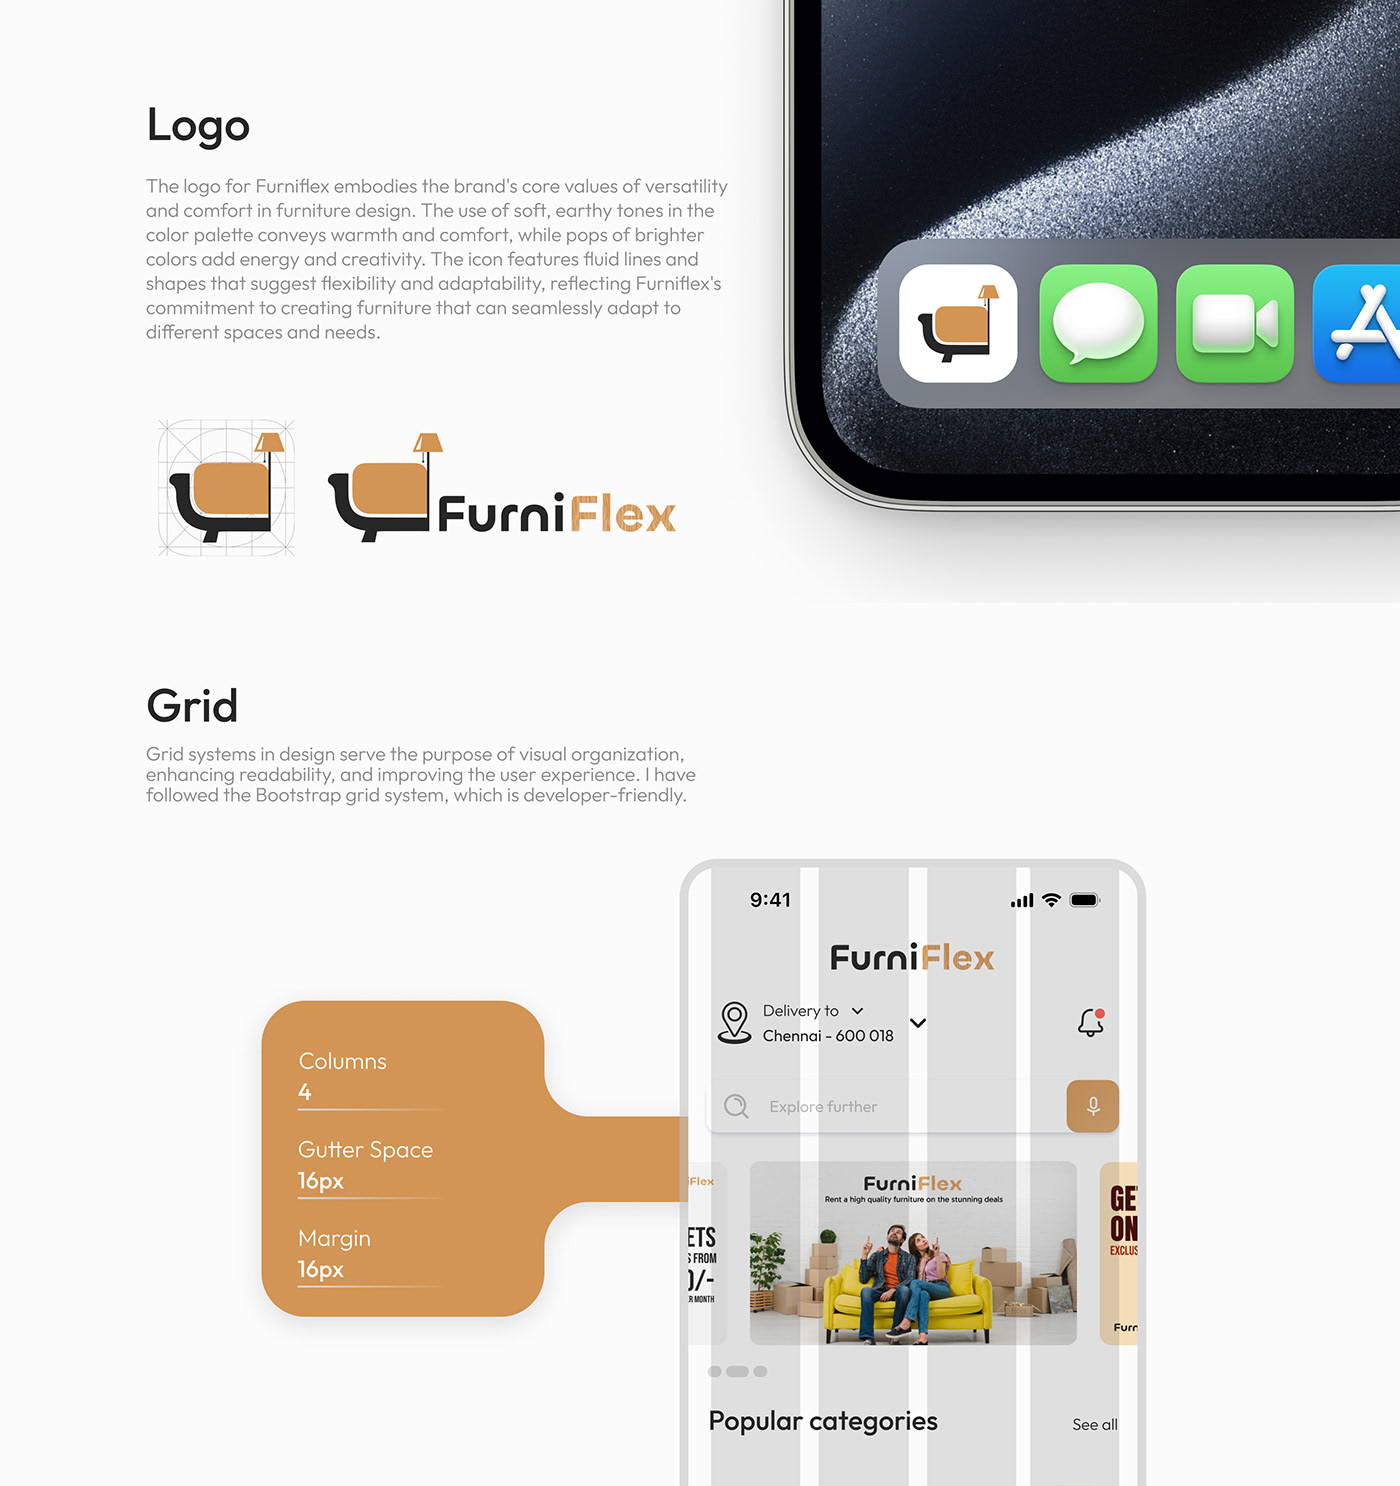 Logo
The logo for Furniflex embodies the brand's core values of versatility
and comfort in furniture design. The use of soft, earthy tones in the
color palette conveys warmth and comfort, while pops of brighter
colors add energy and creativity. The icon features fluid lines and
shapes that suggest flexibility and adaptability, reflecting Furniflex's
commitment to creating furniture that can seamlessly adapt to
different spaces and needs.
FurniFlex
Grid
Grid systems in design serve the purpose of visual organization,
enhancing readability, and improving the user experience. I have
followed the Bootstrap grid system, which is developer-friendly.
Columns
4
Gutter Space
16px
Margin
16px
9:41
FurniFlex
Delivery to
Chennai - 600 018
Explore further
iFlex
ETS
S FROM
0/-
R MONTH
FurniFlex
Rent a high quality furniture on the stunning deals
GE
ON
EXCLUS
Furn
Popular categories
See all